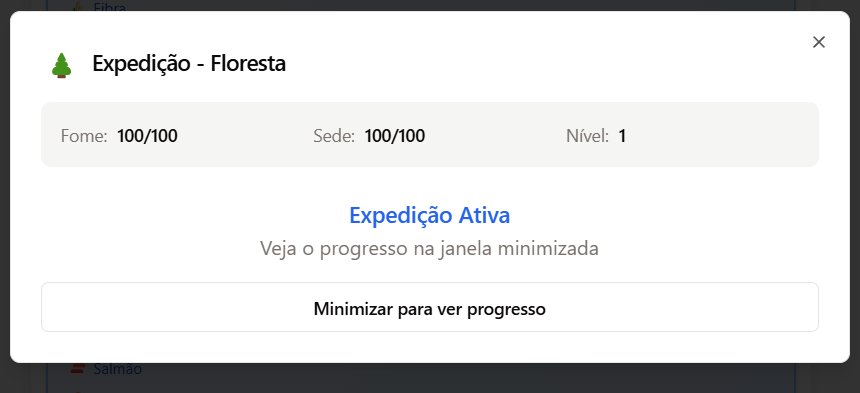 Fibra
Expedição - Floresta
Fome: 100/100 Sede: 100/100 Nível: 1
Expedição Ativa
Veja o progresso na janela minimizada
Minimizar para ver progresso
Salmão